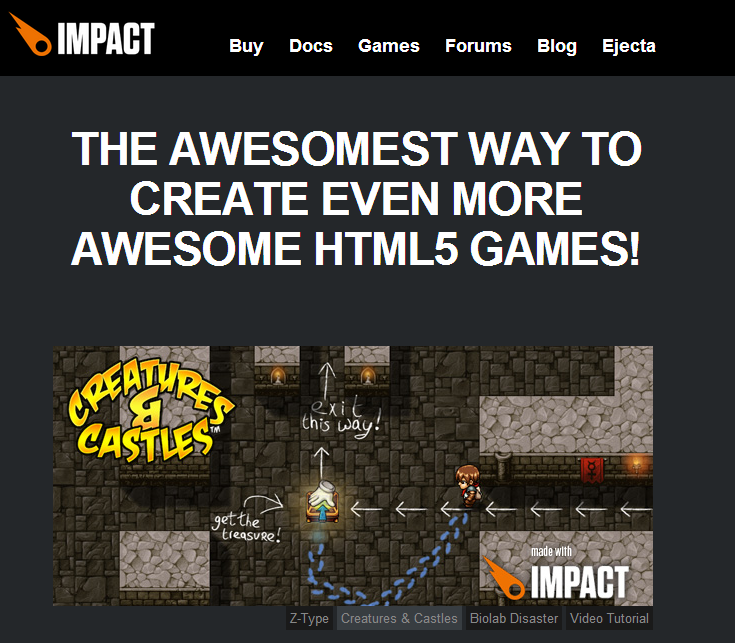 IMPACT
Buy Docs Games Forums Blog Ejecta
THE AWESOMEST WAY TO
CREATE EVEN MORE
AWESOME HTML5 GAMES!
CREATURES
&
CASTLES™
exit
this way!
get the
treasure!
made with
IMPACT
Z-Type Creatures & Castles Biolab Disaster Video Tutorial